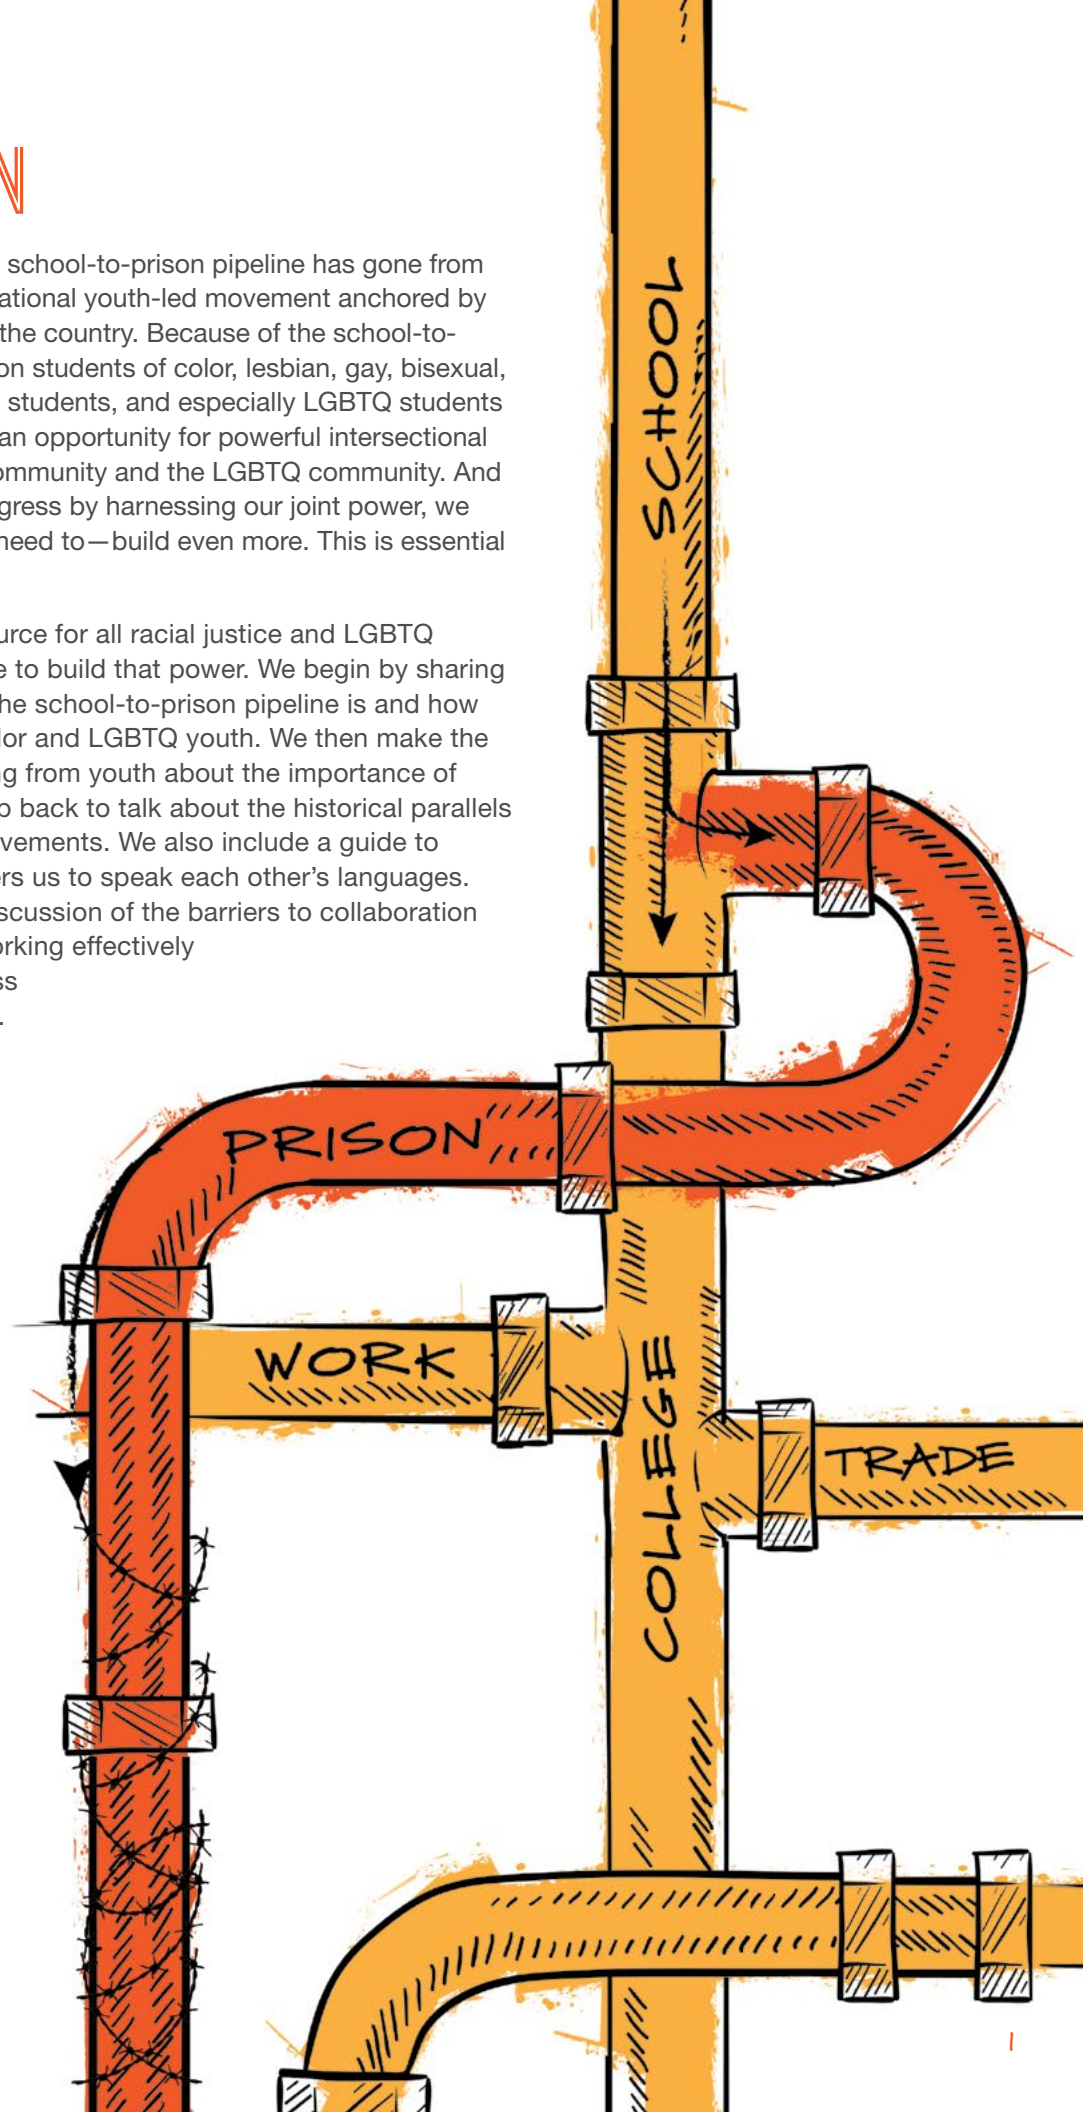 N
school-to-prison pipeline has gone from
ational youth-led movement anchored by
the country. Because of the school-to-
on students of color, lesbian, gay, bisexual,
students, and especially LGBTQ students
an opportunity for powerful intersectional
ommunity and the LGBTQ community. And
gress by harnessing our joint power, we
need to—build even more. This is essential
urce for all racial justice and LGBTQ
e to build that power. We begin by sharing
he school-to-prison pipeline is and how
lor and LGBTQ youth. We then make the
ng from youth about the importance of
p back to talk about the historical parallels
vements. We also include a guide to
ers us to speak each other’s languages.
scussion of the barriers to collaboration
orking effectively
ss
.
SCHOOL
PRISON
WORK
COLLEGE
TRADE
1